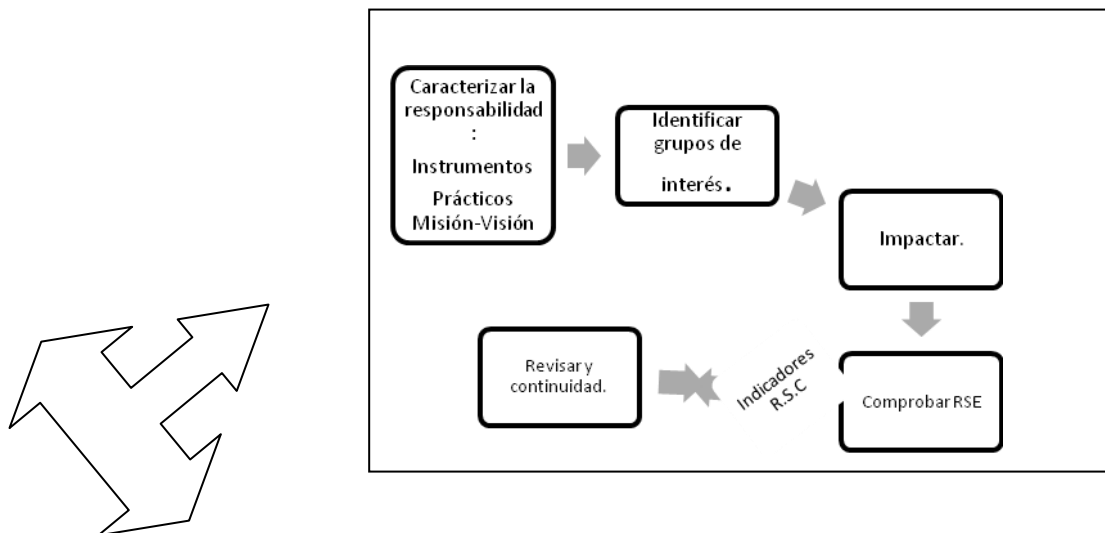 Caracterizar la
responsabilidad
:
Instrumentos
Prácticos
Misión-Visión
Identificar
grupos de
interés.
Impactar.
Comprobar RSE
Indicadores
R.S.C
Revisar y
continuidad.